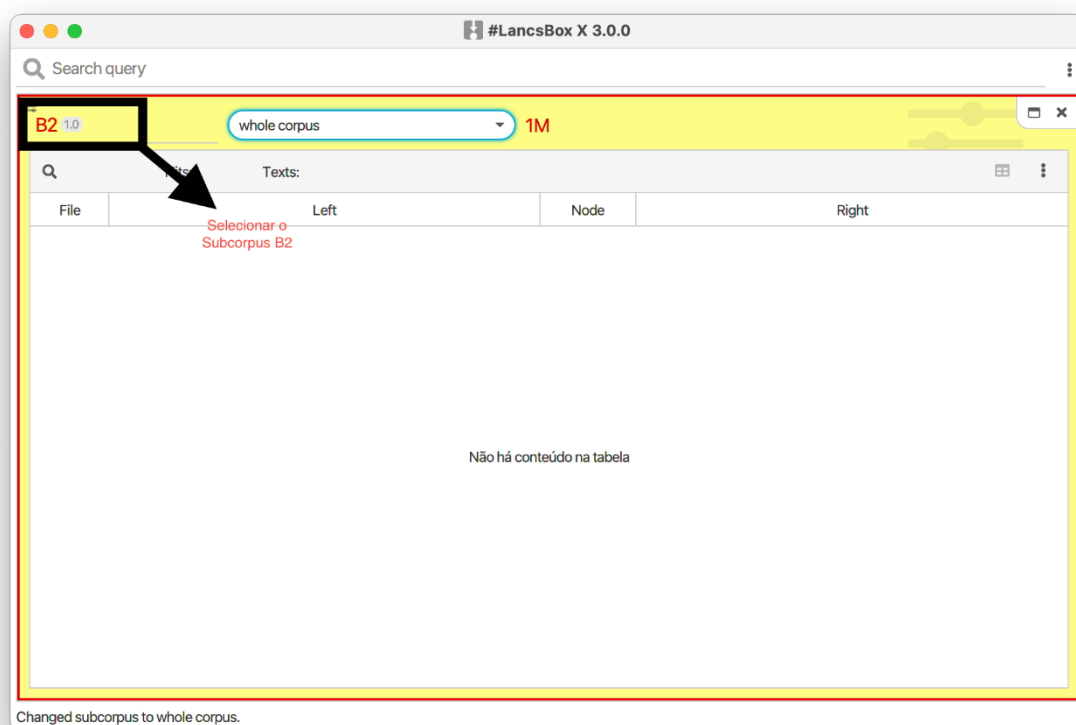 #LancsBox X 3.0.0
Search query
B2 1.0 whole corpus 1M
Texts:
File Left Node Right
Selecionar o
Subcorpus B2
Não há conteúdo na tabela
Changed subcorpus to whole corpus.